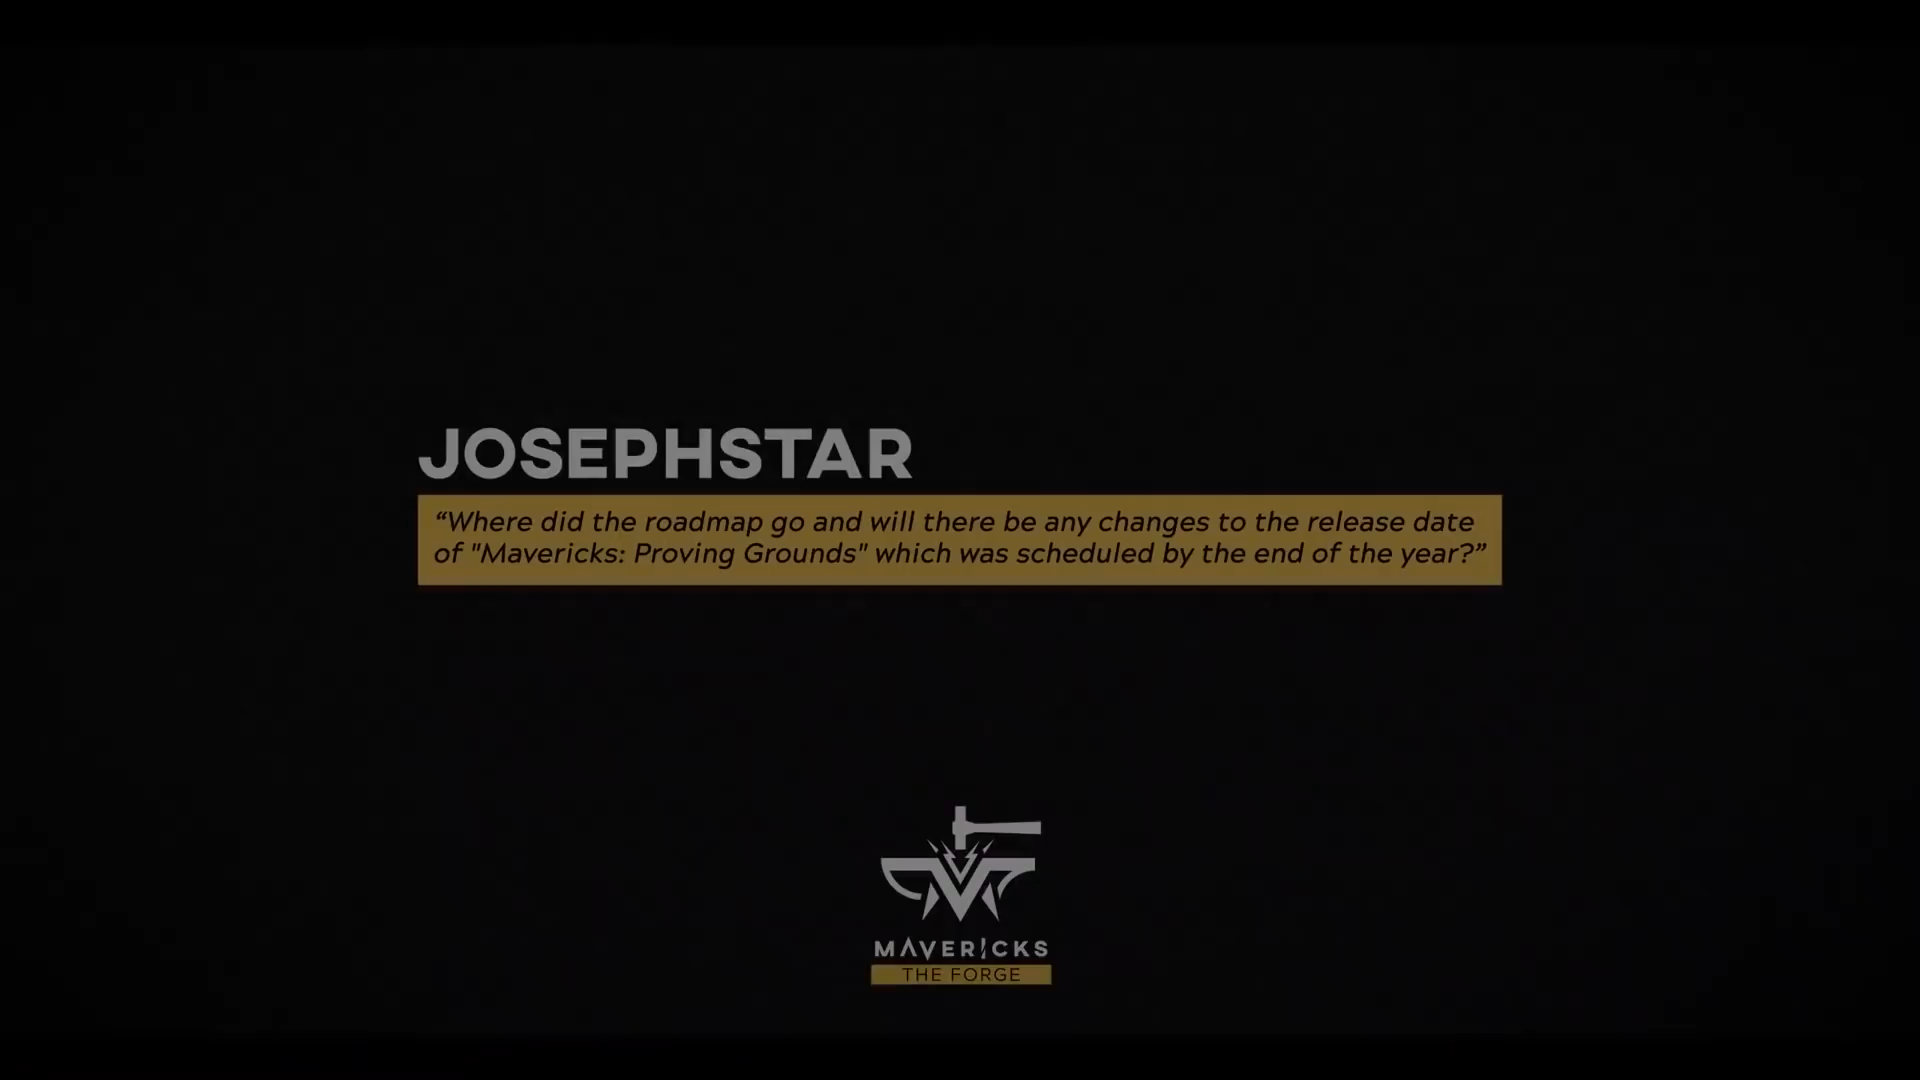 JOSEPHSTAR
“Where did the roadmap go and will there be any changes to the release date
of "Mavericks: Proving Grounds" which was scheduled by the end of the year?”
MAVERICKS
THE FORGE